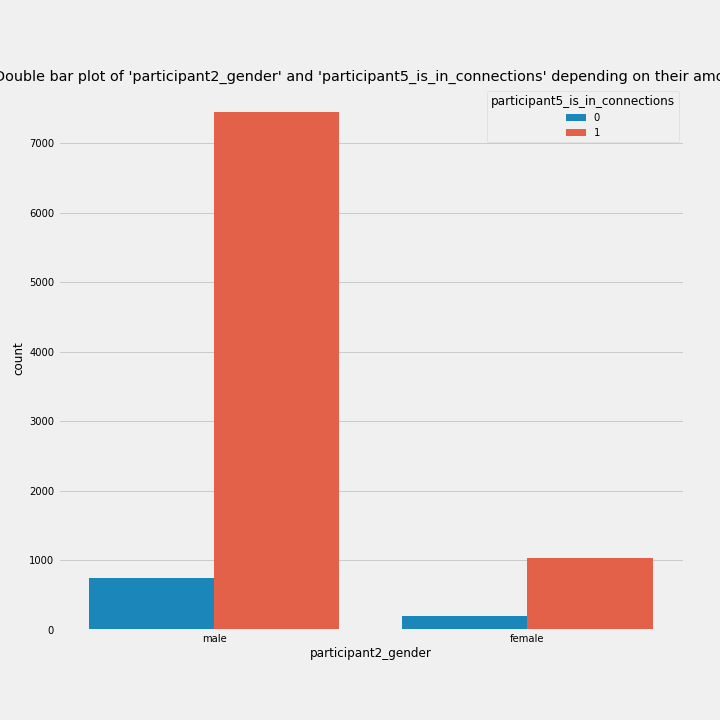 Double bar plot of 'participant2_gender' and 'participant5_is_in_connections' depending on their
participant5_is_in_connections
0
1
7000
6000
5000
4000
3000
2000
1000
0
count
male
female
participant2_gender